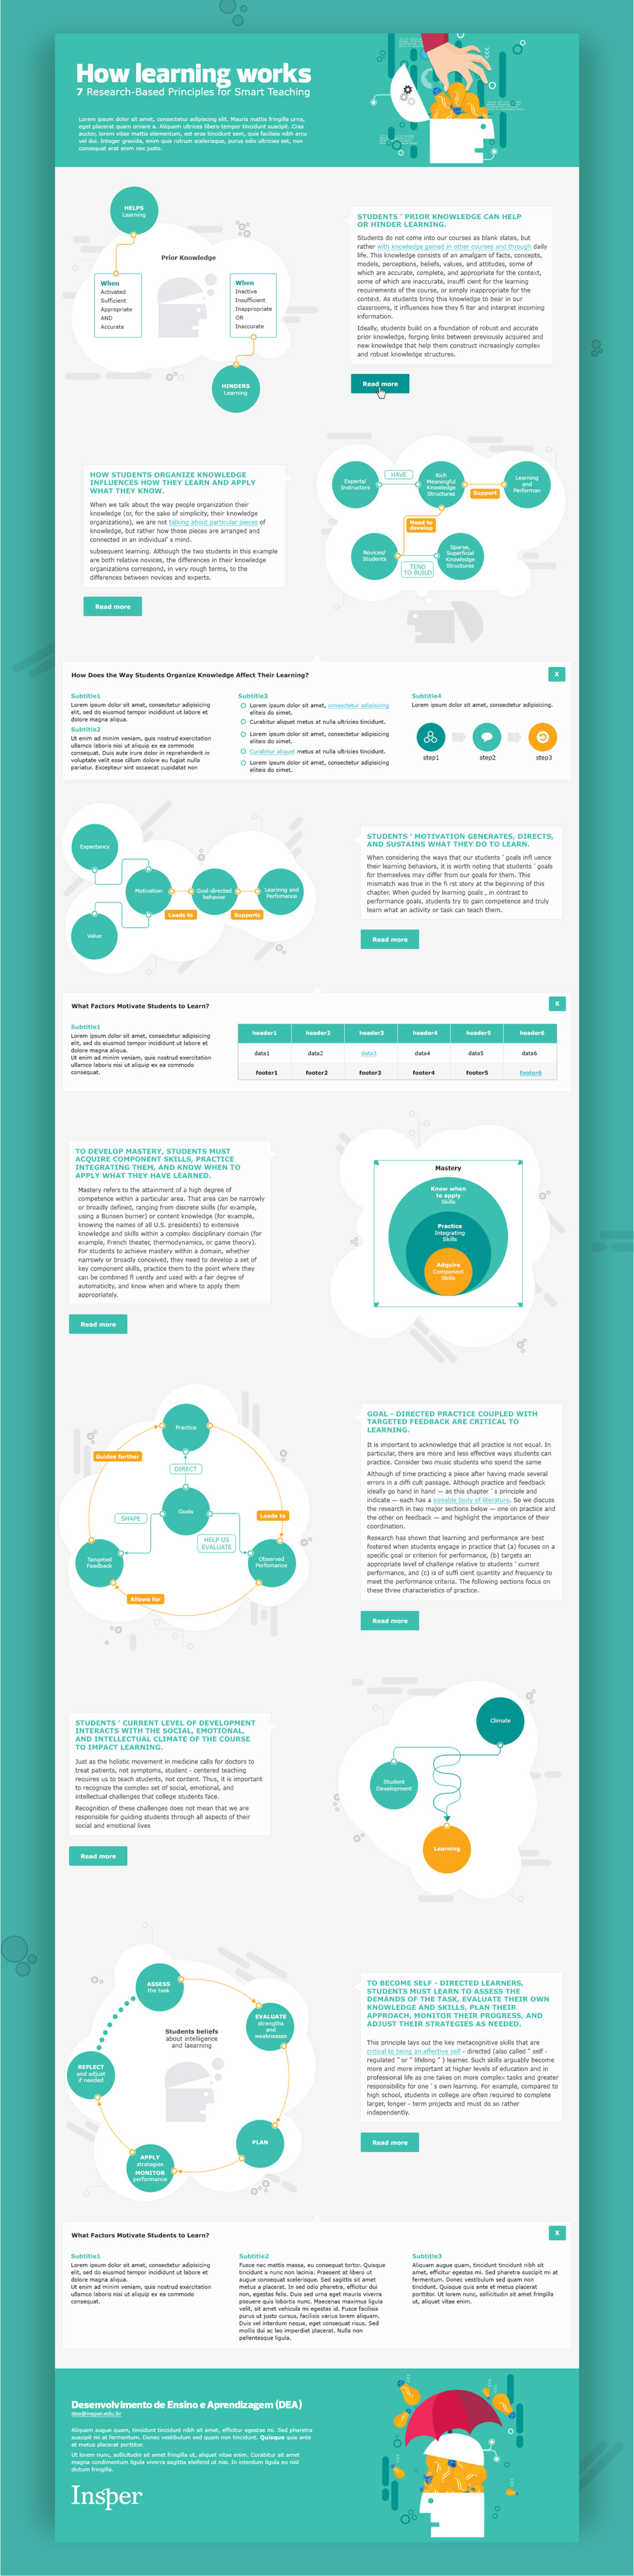 How learning works
7 Research-Based Principles for Smart Teaching
Lorem ipsum dolor sit amet, consectetur adipiscing elit. Mauris mattis fringilla urna,
eget placerat quam ornare a. Aliquam ultrices libero tempor tincidunt suscipit. Cras
auctor, lorem vitae mattis elementum, est eros tincidunt sem, quis facilisis nibh arcu
vel dui. Integer gravida, enim quis rutrum scelerisque, purus odio ultricies est, non
consequat erat enim nec justo.
HELPS
Learning
Prior Knowledge
When
Activated
Sufficient
Appropriate
AND
Accurate
When
Inactive
Insufficient
Inappropriate
OR
Inaccurate
HINDERS
Learning
STUDENTS ' PRIOR KNOWLEDGE CAN HELP
OR HINDER LEARNING.
Students do not come into our courses as blank slates, but
rather with knowledge gained in other courses and through daily
life. This knowledge consists of an amalgam of facts, concepts,
models, perceptions, beliefs, values, and attitudes, some of
which are accurate, complete, and appropriate for the context,
some of which are inaccurate, insuffi cient for the learning
requirements of the course, or simply inappropriate for the
context. As students bring this knowledge to bear in our
classrooms, it influences how they fi lter and interpret incoming
information.
Ideally, students build on a foundation of robust and accurate
prior knowledge, forging links between previously acquired and
new knowledge that help them construct increasingly complex
and robust knowledge structures.
Read more
HOW STUDENTS ORGANIZE KNOWLEDGE
INFLUENCES HOW THEY LEARN AND APPLY
WHAT THEY KNOW.
When we talk about the way people organize their
knowledge (or, for the sake of simplicity, their knowledge
organizations), we are not talking about particular pieces of
knowledge, but rather how those pieces are arranged and
connected in an individual' s mind.
subsequent learning. Although the two students in this example
are both relative novices, the differences in their knowledge
organizations correspond, in very rough terms, to the
differences between novices and experts.
Read more
Experts/
Instructors
HAVE
Rich
Meaningful
Knowledge
Structures
Support
Learning
and
Performan
Need to
develop
Novices/
Students
TEND
TO BUILD
Sparse,
Superficial
Knowledge
Structures
How Does the Way Students Organize Knowledge Affect Their Learning?
X
Subtitle1
Lorem ipsum dolor sit amet, consectetur adipisicing
elit, sed do eiusmod tempor incididunt ut labore et
dolore magna aliqua.
Subtitle2
Ut enim ad minim veniam, quis nostrud exercitation
ullamco laboris nisi ut aliquip ex ea commodo
consequat. Duis aute irure dolor in reprehenderit in
voluptate velit esse cillum dolore eu fugiat nulla
pariatur. Excepteur sint occaecat cupidatat non
Subtitle3
Lorem ipsum dolor sit amet, consectetur adipisicing
eliteis do simet.
Curabitur aliquet metus at nulla ultricies tincidunt.
Lorem ipsum dolor sit amet, consectetur adipisicing
eliteis do simet.
Curabitur aliquet metus at nulla ultricies tincidunt.
Lorem ipsum dolor sit amet, consectetur adipisicing
eliteis do simet.
Subtitle4
Lorem ipsum dolor sit amet, consectetur adipisicing.
step1
step2
step3
Expectancy
Motivation
Goal-directed
behavior
Learining and
Perfomance
Leads to
Supports
Value
STUDENTS ' MOTIVATION GENERATES, DIRECTS,
AND SUSTAINS WHAT THEY DO TO LEARN.
When considering the ways that our students ' goals infl uence
their learning behaviors, it is worth noting that students ' goals
for themselves may differ from our goals for them. This
mismatch was true in the fi rst story at the beginning of this
chapter. When guided by learning goals , in contrast to
performance goals, students try to gain competence and truly
learn what an activity or task can teach them.
Read more
What Factors Motivate Students to Learn?
X
Subtitle1
Lorem ipsum dolor sit amet, consectetur adipisicing
elit, sed do eiusmod tempor incididunt ut labore et
dolore magna aliqua.
Ut enim ad minim veniam, quis nostrud exercitation
ullamco laboris nisi ut aliquip ex ea commodo
consequat.
header1 header2 header3 header4 header5 header6
data1 data2 data3 data4 data5 data6
footer1 footer2 footer3 footer4 footer5 footer6
TO DEVELOP MASTERY, STUDENTS MUST
ACQUIRE COMPONENT SKILLS, PRACTICE
INTEGRATING THEM, AND KNOW WHEN TO
APPLY WHAT THEY HAVE LEARNED.
Mastery refers to the attainment of a high degree of
competence within a particular area. That area can be narrowly
or broadly defined, ranging from discrete skills (for example,
using a Bunsen burner) or content knowledge (for example,
knowing the names of all U.S. presidents) to extensive
knowledge and skills within a complex disciplinary domain (for
example, French theater, thermodynamics, or game theory).
For students to achieve mastery within a domain, whether
narrowly or broadly conceived, they need to develop a set of
key component skills, practice them to the point where they
can be combined fl uently and used with a fair degree of
automaticity, and know when and where to apply them
appropriately.
Read more
Mastery
Know when
to apply
Skills
Practice
Integrating
Skills
Adquire
Component
Skills
Practice
Guides further
DIRECT
SHAPE
Goals
Leads to
HELP US
EVALUATE
Tangeted
Feedback
Observed
Perfomance
Allows for
GOAL - DIRECTED PRACTICE COUPLED WITH
TARGETED FEEDBACK ARE CRITICAL TO
LEARNING.
It is important to acknowledge that all practice is not equal. In
particular, there are more and less effective ways students can
practice. Consider two music students who spend the same
Although of time practicing a piece after having made several
errors in a diffi cult passage. Although practice and feedback
ideally go hand in hand — as this chapter ' s principle and
indicate — each has a sizeable body of literature. So we discuss
the research in two major sections below — one on practice and
the other on feedback — and highlight the importance of their
coordination.
Research has shown that learning and performance are best
fostered when students engage in practice that (a) focuses on a
specific goal or criterion for performance, (b) targets an
appropriate level of challenge relative to students ' current
performance, and (c) is of suffi cient quantity and frequency to
meet the performance criteria. The following sections focus on
these three characteristics of practice.
Read more
STUDENTS ' CURRENT LEVEL OF DEVELOPMENT
INTERACTS WITH THE SOCIAL, EMOTIONAL,
AND INTELLECTUAL CLIMATE OF THE COURSE
TO IMPACT LEARNING.
Just as the holistic movement in medicine calls for doctors to
treat patients, not symptoms, student - centered teaching
requires us to teach students, not content. Thus, it is important
to recognize the complex set of social, emotional, and
intellectual challenges that college students face.
Recognition of these challenges does not mean that we are
responsible for guiding students through all aspects of their
social and emotional lives
Read more
Climate
Student
Development
Learning
ASSESS
the task
EVALUATE
strengths
and
weaknesses
Students beliefs
about intelligence
and laearning
REFLECT
and adjust
if needed
PLAN
APPLY
strategies
MONITOR
performance
TO BECOME SELF - DIRECTED LEARNERS,
STUDENTS MUST LEARN TO ASSESS THE
DEMANDS OF THE TASK, EVALUATE THEIR OWN
KNOWLEDGE AND SKILLS, PLAN THEIR
APPROACH, MONITOR THEIR PROGRESS, AND
ADJUST THEIR STRATEGIES AS NEEDED.
This principle lays out the key metacognitive skills that are
critical to being an effective self - directed (also called " self -
regulated " or " lifelong " ) learner. Such skills arguably become
more and more important at higher levels of education and in
professional life as one takes on more complex tasks and greater
responsibility for one ' s own learning. For example, compared to
high school, students in college are often required to complete
larger, longer - term projects and must do so rather
independently.
Read more
What Factors Motivate Students to Learn?
X
Subtitle1
Lorem ipsum dolor sit amet, consectetur adipisicing
elit, sed do eiusmod tempor incididunt ut labore et
dolore magna aliqua.
Ut enim ad minim veniam, quis nostrud exercitation
ullamco laboris nisi ut aliquip ex ea commodo
consequat.
Subtitle2
Fusce nec mattis massa, eu consequat tortor. Quisque
tincidunt a nunc non lacinia. Praesent at libero ut
augue consequat scelerisque. Sed sagittis sit amet
metus a placerat. In sed odio pharetra, efficitur dui
non, egestas felis. Duis sed urna eget mauris viverra
posuere quis lobortis nunc. Maecenas maximus ligula
velit, sit amet vehicula mi egestas id. Fusce facilisis
purus ut justo cursus, facilisis varius lorem aliquam.
Duis vel interdum neque, eget consequat risus. Sed
mollis dui ac leo imperdiet placerat. Nulla non
pellentesque ligula.
Subtitle3
Aliquam augue quam, tincidunt tincidunt nibh sit
amet, efficitur egestas mi. Sed pharetra suscipit mi at
fermentum. Donec vestibulum sed quam non
tincidunt. Quisque quis ante et metus placerat
porttitor. Ut lorem nunc, sollicitudin sit amet fringilla
ut, aliquet vitae enim.
Desenvolvimento de Ensino e Aprendizagem (DEA)
dea@insper.edu.br
Aliquam augue quam, tincidunt tincidunt nibh sit amet, efficitur egestas mi. Sed pharetra
suscipit mi at fermentum. Donec vestibulum sed quam non tincidunt. Quisque quis ante
et metus placerat porttitor.
Ut lorem nunc, sollicitudin sit amet fringilla ut, aliquet vitae enim. Curabitur sit amet
magna condimentum ligula viverra sagittis eleifend ut nisi. In interdum ligula eu nisl
dictum fringilla.
Insper